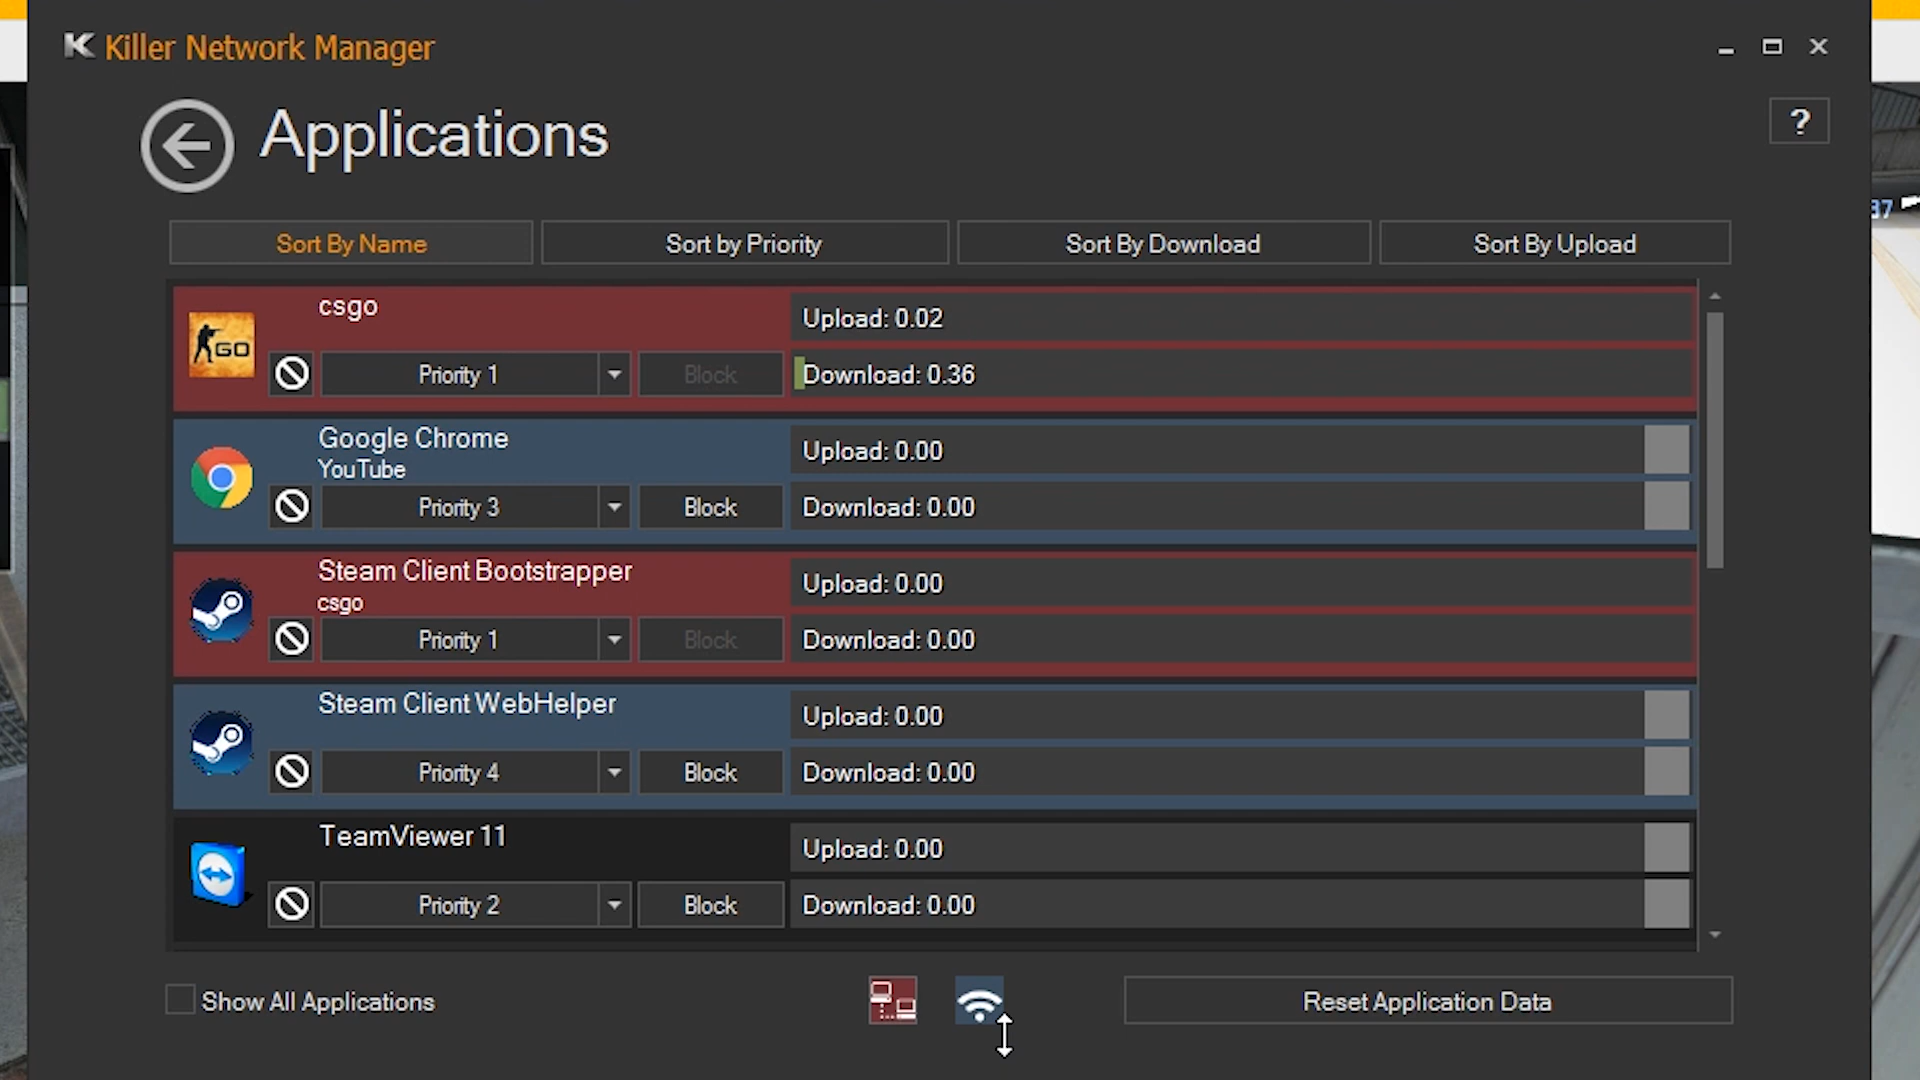 Killer Network Manager
Applications
?
Sort By Name
Sort by Priority
Sort By Download
Sort By Upload
csgo
GO
Priority 1
Block
Upload: 0.02
Download: 0.36
Google Chrome
YouTube
Priority 3
Block
Upload: 0.00
Download: 0.00
Steam Client Bootstrapper
csgo
Priority 1
Block
Upload: 0.00
Download: 0.00
Steam Client WebHelper
Priority 4
Block
Upload: 0.00
Download: 0.00
TeamViewer 11
Priority 2
Block
Upload: 0.00
Download: 0.00
Show All Applications
Reset Application Data
37